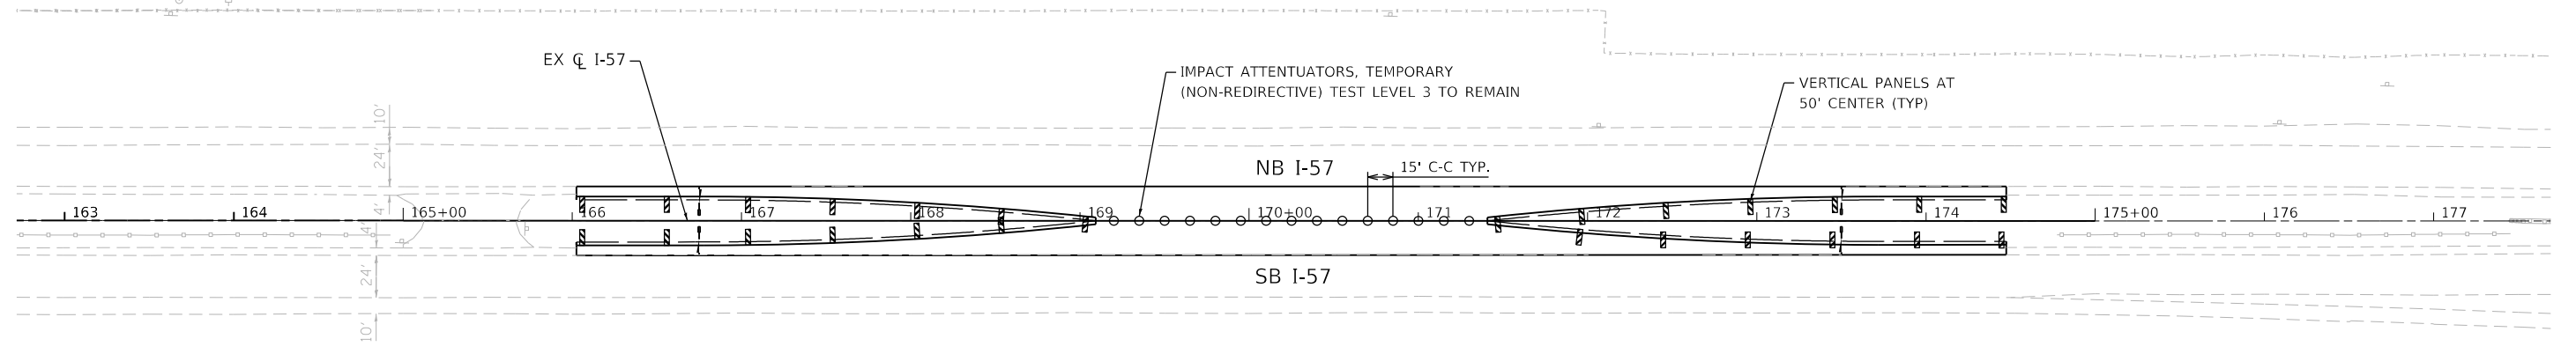 EX ℄ I-57
IMPACT ATTENTUATORS, TEMPORARY
(NON-REDIRECTIVE) TEST LEVEL 3 TO REMAIN
VERTICAL PANELS AT
50' CENTER (TYP)
10'
24'
4'
4'
24'
10'
NB I-57
15' C-C TYP.
163
164
165+00
166
167
168
169
170+00
171
172
173
174
175+00
176
177
SB I-57